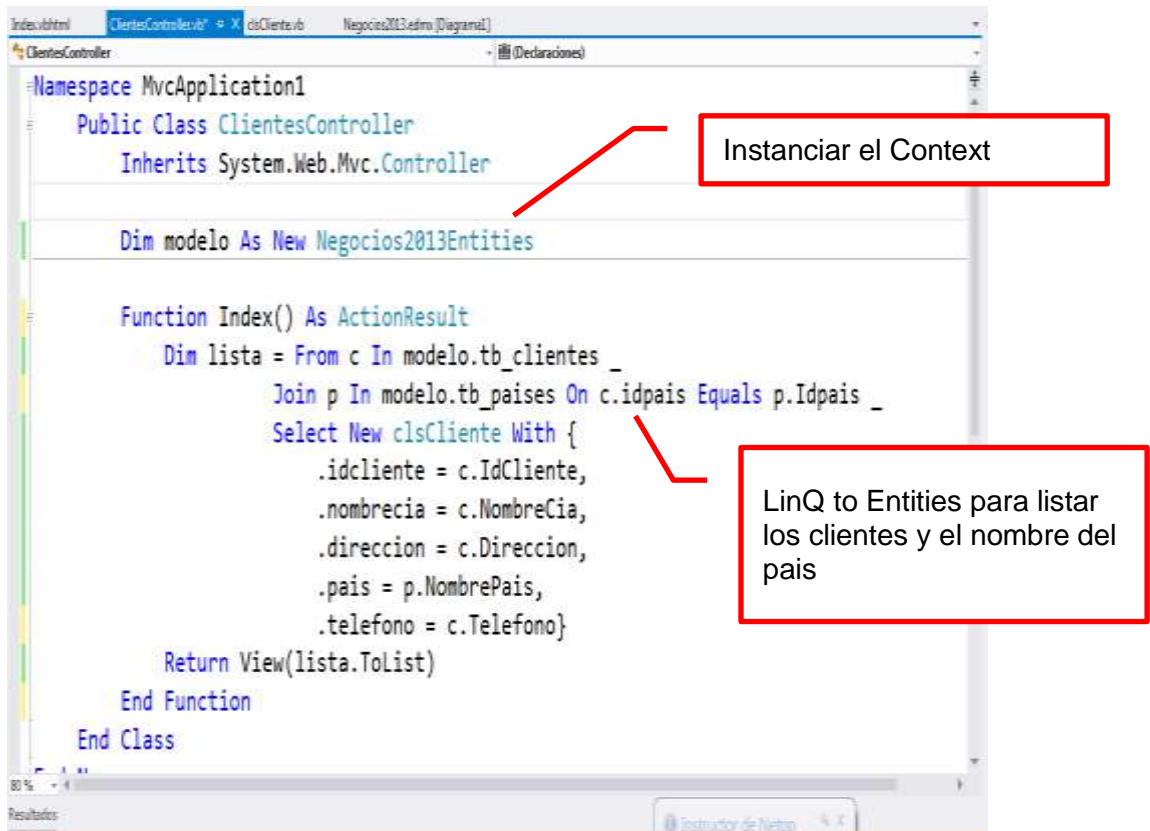 Index.vbhtml ClientesController.vb* clsCliente.vb Negocios2013.edmx [Diagrama1]
ClientesController (Declaraciones)
Namespace MvcApplication1
Public Class ClientesController
Inherits System.Web.Mvc.Controller
Instanciar el Context
Dim modelo As New Negocios2013Entities
Function Index() As ActionResult
Dim lista = From c In modelo.tb_clientes _
Join p In modelo.tb_paises On c.idpais Equals p.Idpais _
Select New clsCliente With {
.idcliente = c.IdCliente,
.nombrecia = c.NombreCia,
.direccion = c.Direccion,
.pais = p.NombrePais,
.telefono = c.Telefono}
LinQ to Entities para listar
los clientes y el nombre del
pais
Return View(lista.ToList)
End Function
End Class
80 %
Resultados
Instructor de Netop